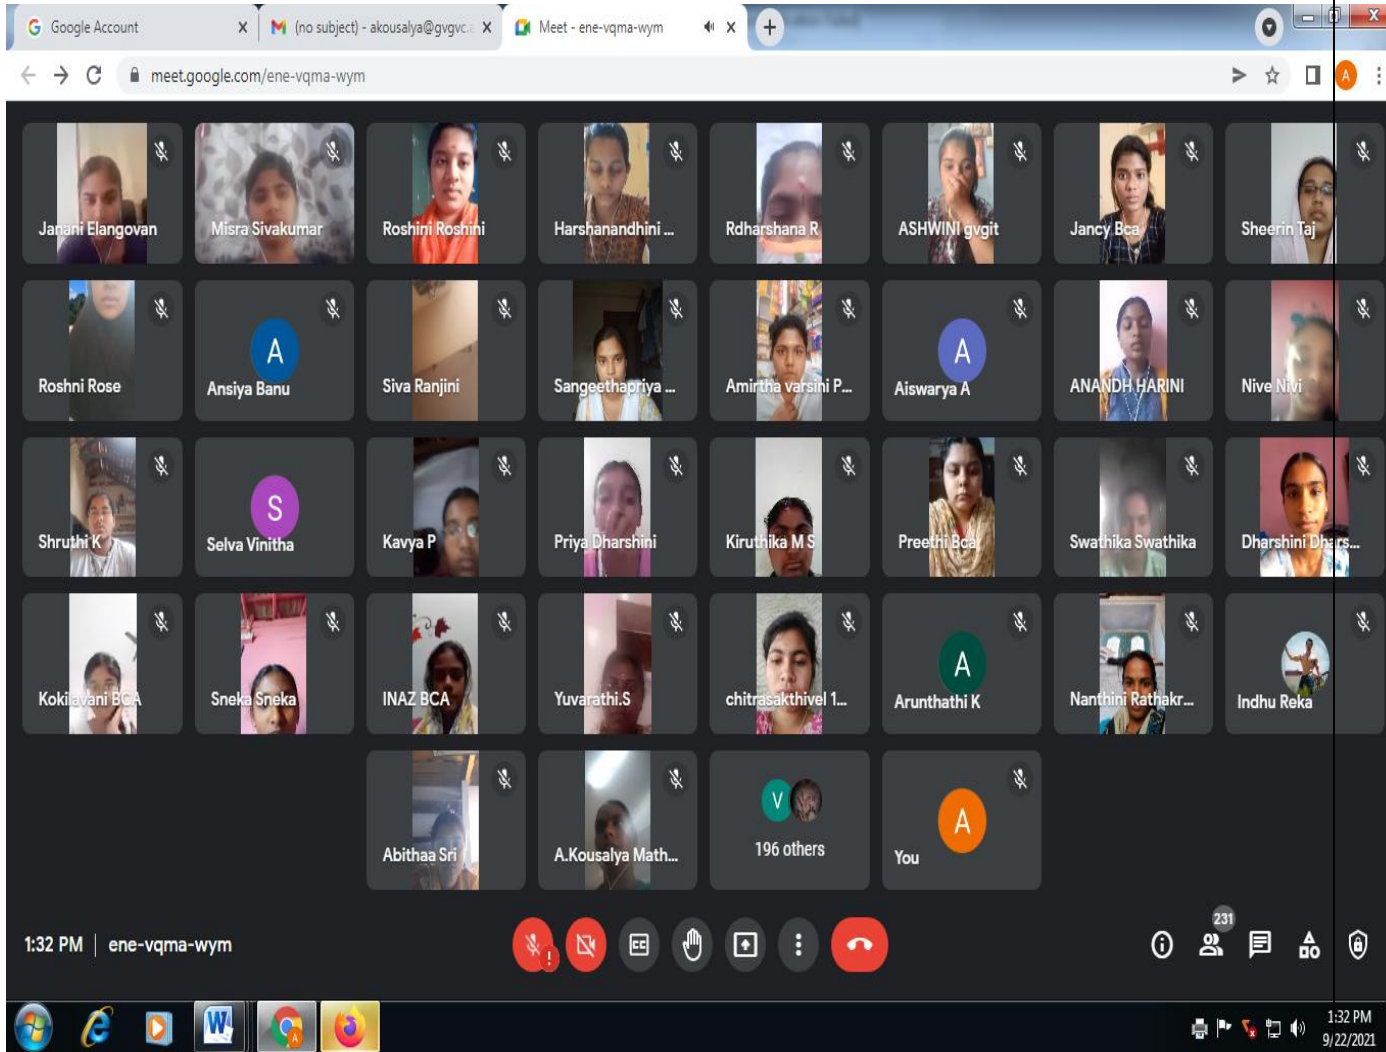 Google Account
(no subject) - akousalya@gvgvc.
Meet - ene-vqma-wym
meet.google.com/ene-vqma-wym
A
Janani Elangovan
Misra Sivakumar
Roshini Roshini
Harshanandhini ...
Rdharshana R
ASHWINI gvgit
Jancy Bca
Sheerin Taj
Roshni Rose
A
Ansiya Banu
Siva Ranjini
Sangeethapriya ...
Amirtha varsini P...
A
Aiswarya A
ANANDH HARINI
Nive Nivi
Shruthi K
S
Selva Vinitha
Kavya P
Priya Dharshini
Kiruthika M S
Preethi Bca
Swathika Swathika
Dharshini Dhars...
Kokilavani BCA
Sneka Sneka
INAZ BCA
Yuvarathi.S
chitrasakthivel 1...
A
Arunthathi K
Nanthini Rathakr...
Indhu Reka
Abithaa Sri
A.Kousalya Math...
V
196 others
A
You
1:32 PM | ene-vqma-wym
231
1:32 PM
9/22/2021